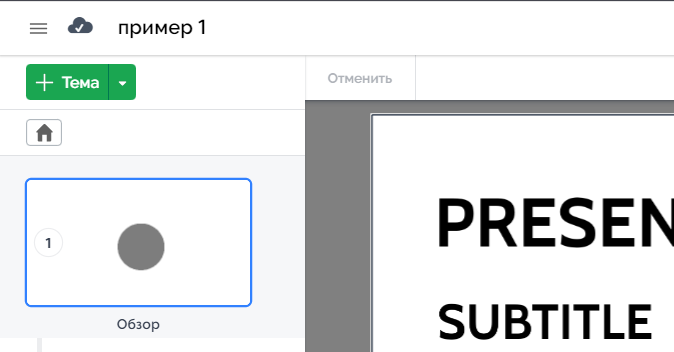 пример 1
Тема
Отменить
1
Обзор
PRESEN
SUBTITLE